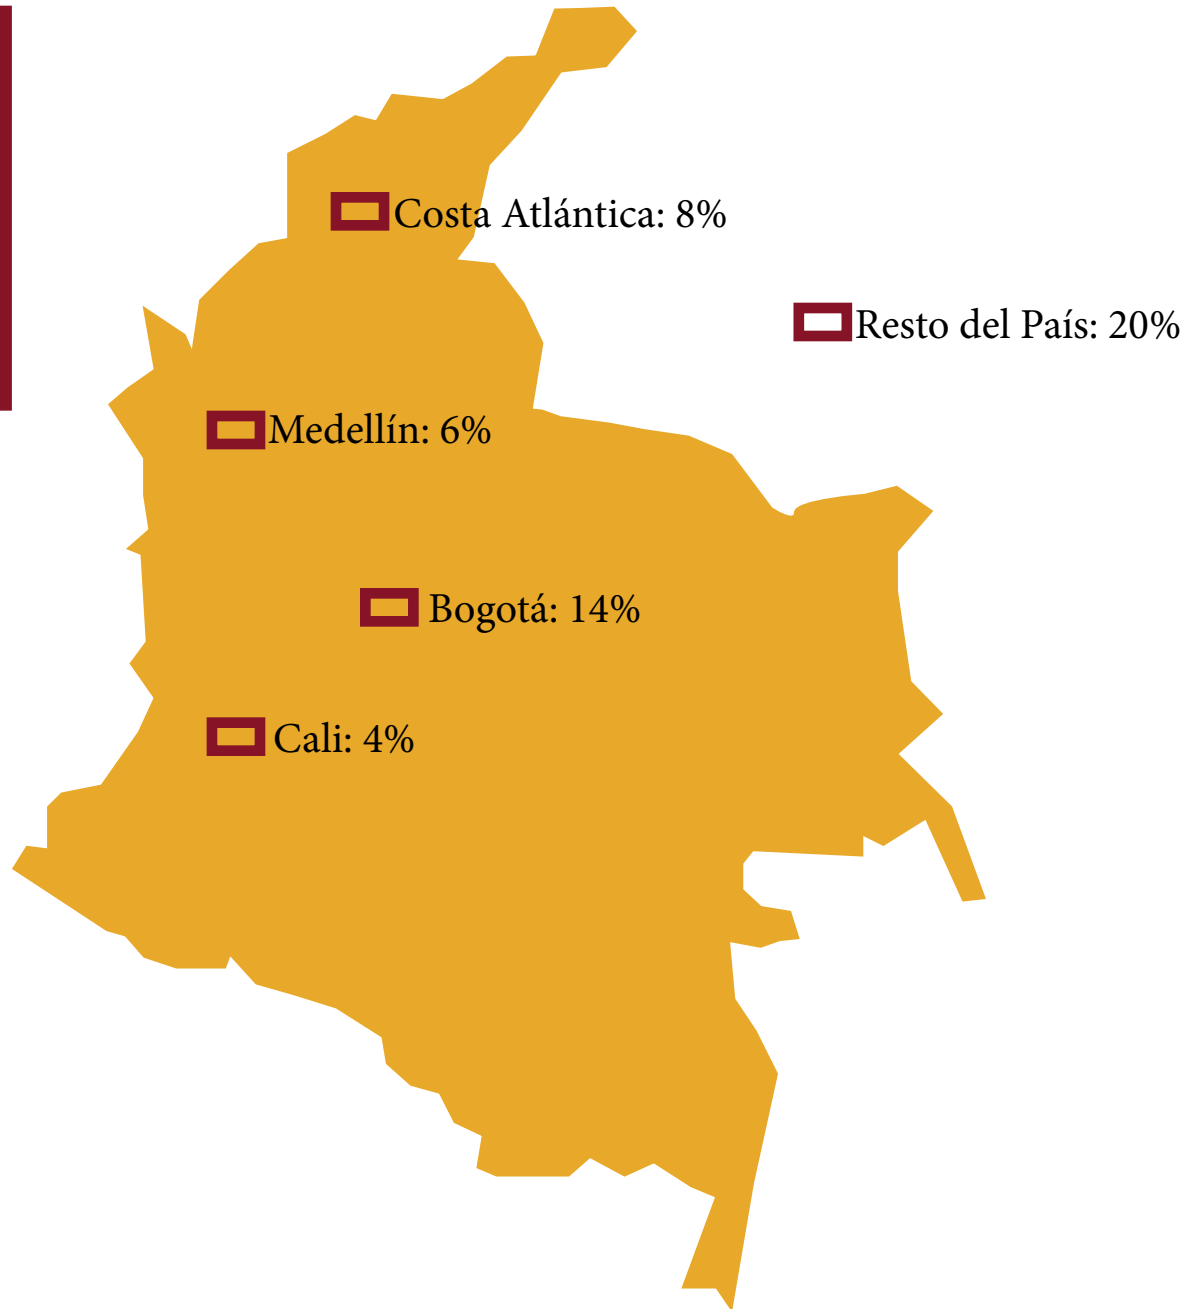 Costa Atlántica: 8%
Resto del País: 20%
Medellín: 6%
Bogotá: 14%
Cali: 4%